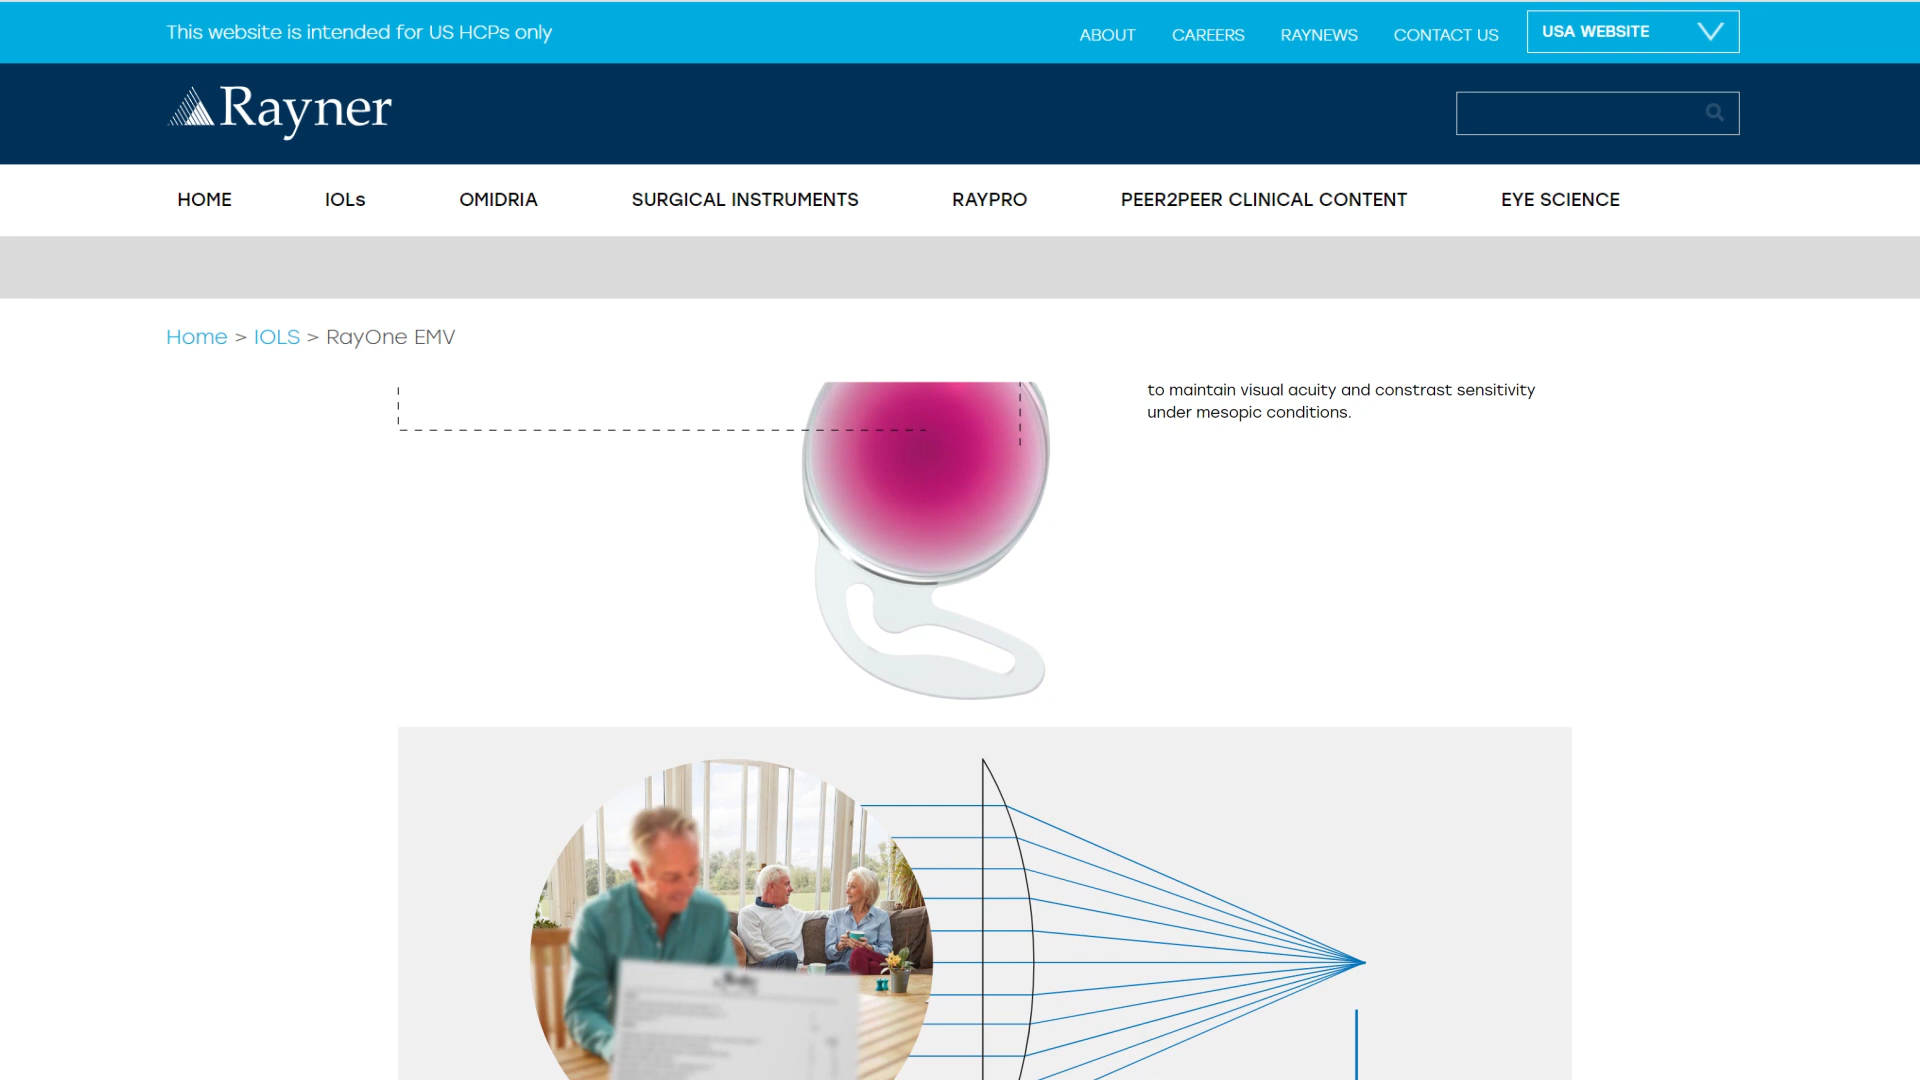 This website is intended for US HCPs only
ABOUT
CAREERS
RAYNEWS
CONTACT US
USA WEBSITE
Rayner
HOME
IOLs
OMIDRIA
SURGICAL INSTRUMENTS
RAYPRO
PEER2PEER CLINICAL CONTENT
EYE SCIENCE
Home > IOLS > RayOne EMV
to maintain visual acuity and constrast sensitivity
under mesopic conditions.